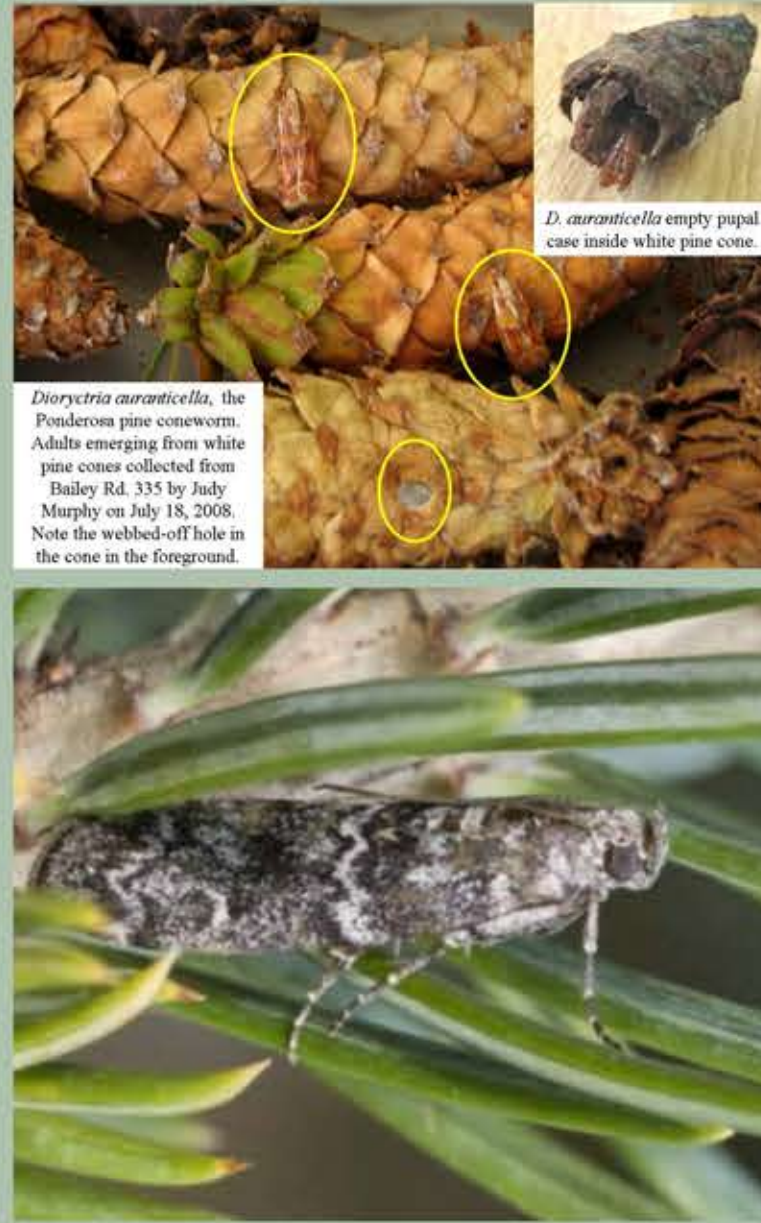 D. auranticella empty pupal
case inside white pine cone.
Dioryctria auranticella, the
Ponderosa pine coneworm.
Adults emerging from white
pine cones collected from
Bailey Rd. 335 by Judy
Murphy on July 18, 2008.
Note the webbed-off hole in
the cone in the foreground.